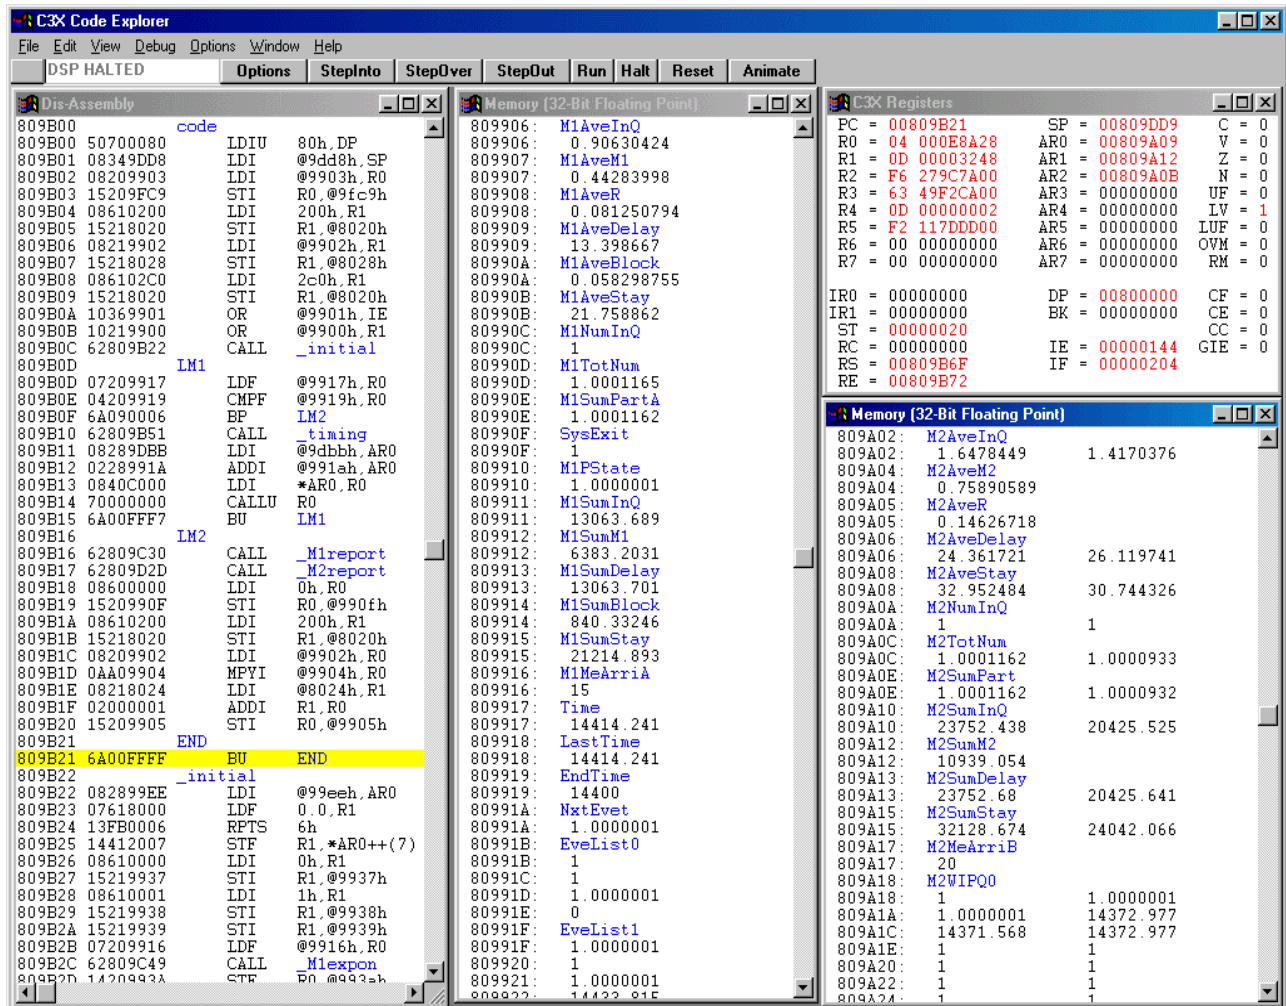 C3X Code Explorer
File Edit View Debug Options Window Help
DSP HALTED Options StepInto StepOver StepOut Run Halt Reset Animate
Dis-Assembly
809B00 code
809B00 50700080 LDIU 80h,DP
809B01 08349DD8 LDI @9dd8h,SP
809B02 08209903 LDI @9903h,R0
809B03 15209FC9 STI R0,@9fc9h
809B04 08610200 LDI 200h,R1
809B05 15218020 STI R1,@8020h
809B06 08219902 LDI @9902h,R1
809B07 15218028 STI R1,@8028h
809B08 086102C0 LDI 2c0h,R1
809B09 15218020 STI R1,@8020h
809B0A 10369901 OR @9901h,IE
809B0B 10219900 OR @9900h,R1
809B0C 62809B22 CALL _initial
809B0D LM1
809B0D 07209917 LDF @9917h,R0
809B0E 04209919 CMPF @9919h,R0
809B0F 6A090006 BP LM2
809B10 62809B51 CALL _timing
809B11 08289DBB LDI @9dbbh,AR0
809B12 0228991A ADDI @991ah,AR0
809B13 0840C000 LDI *AR0,R0
809B14 70000000 CALLU R0
809B15 6A00FFF7 BU LM1
809B16 LM2
809B16 62809C30 CALL _M1report
809B17 62809D2D CALL _M2report
809B18 08600000 LDI 0h,R0
809B19 1520990F STI R0,@990fh
809B1A 08610200 LDI 200h,R1
809B1B 15218020 STI R1,@8020h
809B1C 08209902 LDI @9902h,R0
809B1D 0AA09904 MPYI @9904h,R0
809B1E 08218024 LDI @8024h,R1
809B1F 02000001 ADDI R1,R0
809B20 15209905 STI R0,@9905h
809B21 END
809B21 6A00FFFF BU END
809B22 _initial
809B22 082899EE LDI @99eeh,AR0
809B23 07618000 LDF 0.0,R1
809B24 13FB0006 RPTS 6h
809B25 14412007 STF R1,*AR0++(7)
809B26 08610000 LDI 0h,R1
809B27 15219937 STI R1,@9937h
809B28 08610001 LDI 1h,R1
809B29 15219938 STI R1,@9938h
809B2A 15219939 STI R1,@9939h
809B2B 07209916 LDF @9916h,R0
809B2C 62809C49 CALL _M1expon
809B2D 1420993A STF R0,@993ah
Memory (32-Bit Floating Point)
809906: M1AveInQ
809906: 0.90630424
809907: M1AveM1
809907: 0.44283998
809908: M1AveR
809908: 0.081250794
809909: M1AveDelay
809909: 13.398667
80990A: M1AveBlock
80990A: 0.058298755
80990B: M1AveStay
80990B: 21.758862
80990C: M1NumInQ
80990C: 1
80990D: M1TotNum
80990D: 1.0001165
80990E: M1SumPartA
80990E: 1.0001162
80990F: SysExit
80990F: 1
809910: M1PState
809910: 1.0000001
809911: M1SumInQ
809911: 13063.689
809912: M1SumM1
809912: 6383.2031
809913: M1SumDelay
809913: 13063.701
809914: M1SumBlock
809914: 840.33246
809915: M1SumStay
809915: 21214.893
809916: M1MeArriA
809916: 15
809917: Time
809917: 14414.241
809918: LastTime
809918: 14414.241
809919: EndTime
809919: 14400
80991A: NxtEvet
80991A: 1.0000001
80991B: EveList0
80991B: 1
80991C: 1
80991D: 1.0000001
80991E: 0
80991F: EveList1
80991F: 1.0000001
809920: 1
809921: 1.0000001
809922: 14433.815
C3X Registers
PC = 00809B21 SP = 00809DD9 C = 0
R0 = 04 000E8A28 AR0 = 00809A09 V = 0
R1 = 0D 00003248 AR1 = 00809A12 Z = 0
R2 = F6 279C7A00 AR2 = 00809A0B N = 0
R3 = 63 49F2CA00 AR3 = 00000000 UF = 0
R4 = 0D 00000002 AR4 = 00000000 LV = 1
R5 = F2 117DDD00 AR5 = 00000000 LUF = 0
R6 = 00 00000000 AR6 = 00000000 OVM = 0
R7 = 00 00000000 AR7 = 00000000 RM = 0
IR0 = 00000000 DP = 00800000 CF = 0
IR1 = 00000000 BK = 00000000 CE = 0
ST = 00000020 CC = 0
RC = 00000000 IE = 00000144 GIE = 0
RS = 00809B6F IF = 00000204
RE = 00809B72
Memory (32-Bit Floating Point)
809A02: M2AveInQ
809A02: 1.6478449 1.4170376
809A04: M2AveM2
809A04: 0.75890589
809A05: M2AveR
809A05: 0.14626718
809A06: M2AveDelay
809A06: 24.361721 26.119741
809A08: M2AveStay
809A08: 32.952484 30.744326
809A0A: M2NumInQ
809A0A: 1 1
809A0C: M2TotNum
809A0C: 1.0001162 1.0000933
809A0E: M2SumPart
809A0E: 1.0001162 1.0000932
809A10: M2SumInQ
809A10: 23752.438 20425.525
809A12: M2SumM2
809A12: 10939.054
809A13: M2SumDelay
809A13: 23752.68 20425.641
809A15: M2SumStay
809A15: 32128.674 24042.066
809A17: M2MeArriB
809A17: 20
809A18: M2WIPQ0
809A18: 1 1.0000001
809A1A: 1.0000001 14372.977
809A1C: 14371.568 14372.977
809A1E: 1 1
809A20: 1 1
809A22: 1 1
809A24: 1 1